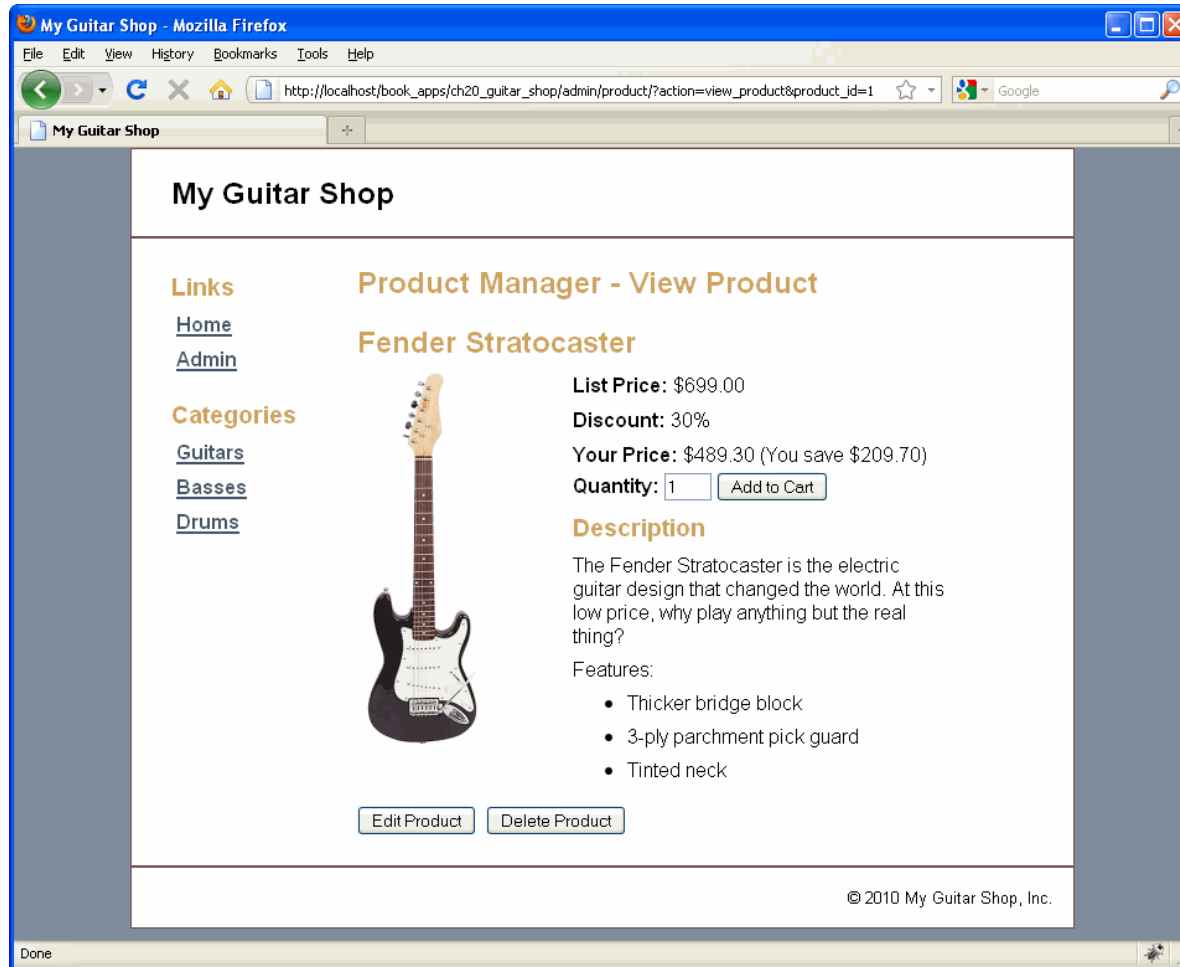 My Guitar Shop - Mozilla Firefox
File Edit View History Bookmarks Tools Help
http://localhost/book_apps/ch20_guitar_shop/admin/product/?action=view_product&product_id=1
Google
My Guitar Shop
My Guitar Shop
Links
Home
Admin
Categories
Guitars
Basses
Drums
Product Manager - View Product
Fender Stratocaster
List Price: $699.00
Discount: 30%
Your Price: $489.30 (You save $209.70)
Quantity: 1 Add to Cart
Description
The Fender Stratocaster is the electric
guitar design that changed the world. At this
low price, why play anything but the real
thing?
Features:
• Thicker bridge block
• 3-ply parchment pick guard
• Tinted neck
Edit Product Delete Product
© 2010 My Guitar Shop, Inc.
Done